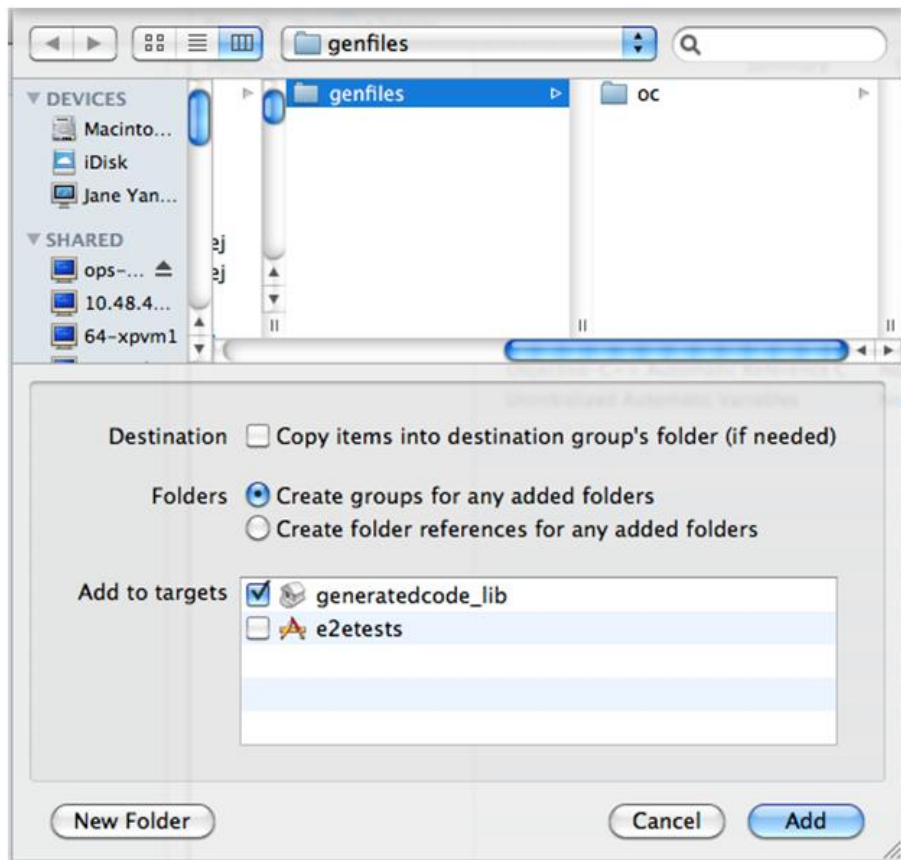 genfiles
DEVICES
Macinto...
iDisk
Jane Yan...
SHARED
ops-...
10.48.4...
64-xpvm1
ej
ej
genfiles
oc
Destination Copy items into destination group's folder (if needed)
Folders Create groups for any added folders
Create folder references for any added folders
Add to targets generatedcode_lib
e2etests
New Folder Cancel Add